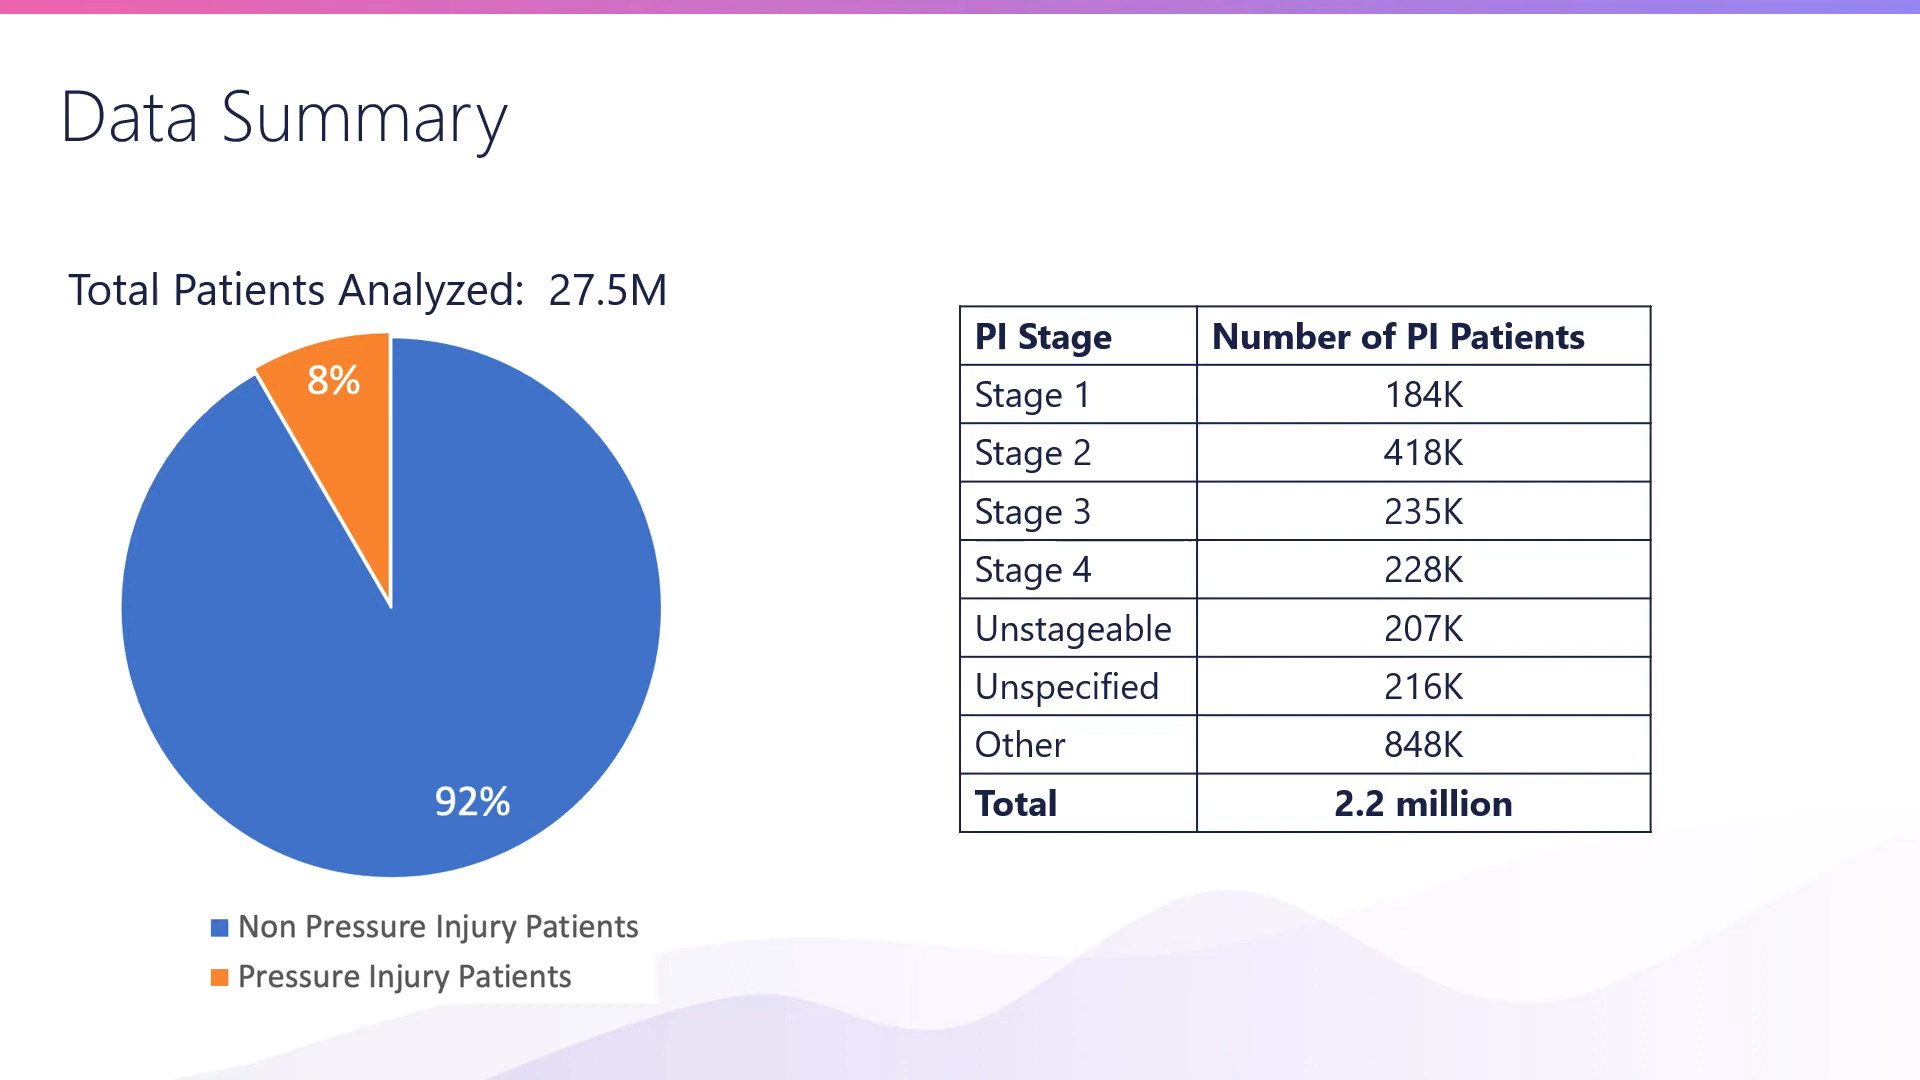 Data Summary
Total Patients Analyzed: 27.5M
8%
92%
Non Pressure Injury Patients
Pressure Injury Patients
PI Stage Number of PI Patients
Stage 1 184K
Stage 2 418K
Stage 3 235K
Stage 4 228K
Unstageable 207K
Unspecified 216K
Other 848K
Total 2.2 million